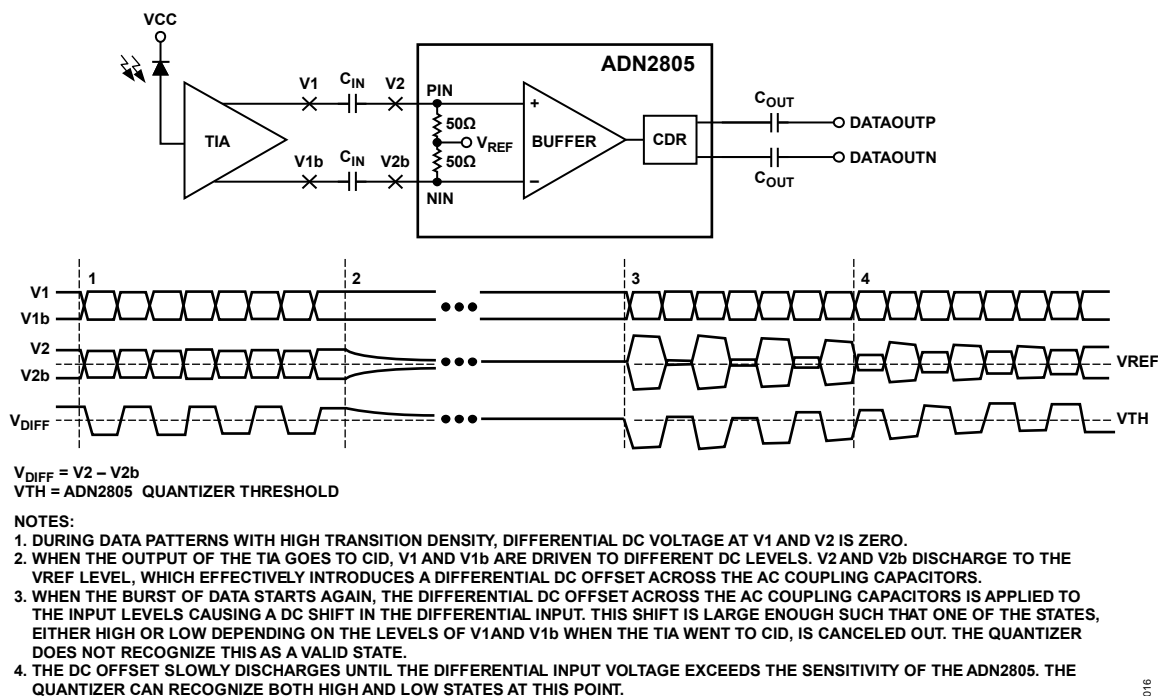 VCC
ADN2805
V1
CIN
V2
PIN
COUT
50Ω
+
TIA
VREF
BUFFER
CDR
DATAOUTP
50Ω
V1b
CIN
V2b
−
DATAOUTN
NIN
COUT
1
2
3
4
V1
V1b
V2
VREF
V2b
VDIFF
VTH
VDIFF = V2 – V2b
VTH = ADN2805 QUANTIZER THRESHOLD
NOTES:
1. DURING DATA PATTERNS WITH HIGH TRANSITION DENSITY, DIFFERENTIAL DC VOLTAGE AT V1 AND V2 IS ZERO.
2. WHEN THE OUTPUT OF THE TIA GOES TO CID, V1 AND V1b ARE DRIVEN TO DIFFERENT DC LEVELS. V2 AND V2b DISCHARGE TO THE
VREF LEVEL, WHICH EFFECTIVELY INTRODUCES A DIFFERENTIAL DC OFFSET ACROSS THE AC COUPLING CAPACITORS.
3. WHEN THE BURST OF DATA STARTS AGAIN, THE DIFFERENTIAL DC OFFSET ACROSS THE AC COUPLING CAPACITORS IS APPLIED TO
THE INPUT LEVELS CAUSING A DC SHIFT IN THE DIFFERENTIAL INPUT. THIS SHIFT IS LARGE ENOUGH SUCH THAT ONE OF THE STATES,
EITHER HIGH OR LOW DEPENDING ON THE LEVELS OF V1AND V1b WHEN THE TIA WENT TO CID, IS CANCELED OUT. THE QUANTIZER
DOES NOT RECOGNIZE THIS AS A VALID STATE.
4. THE DC OFFSET SLOWLY DISCHARGES UNTIL THE DIFFERENTIAL INPUT VOLTAGE EXCEEDS THE SENSITIVITY OF THE ADN2805. THE
QUANTIZER CAN RECOGNIZE BOTH HIGH AND LOW STATES AT THIS POINT.
016